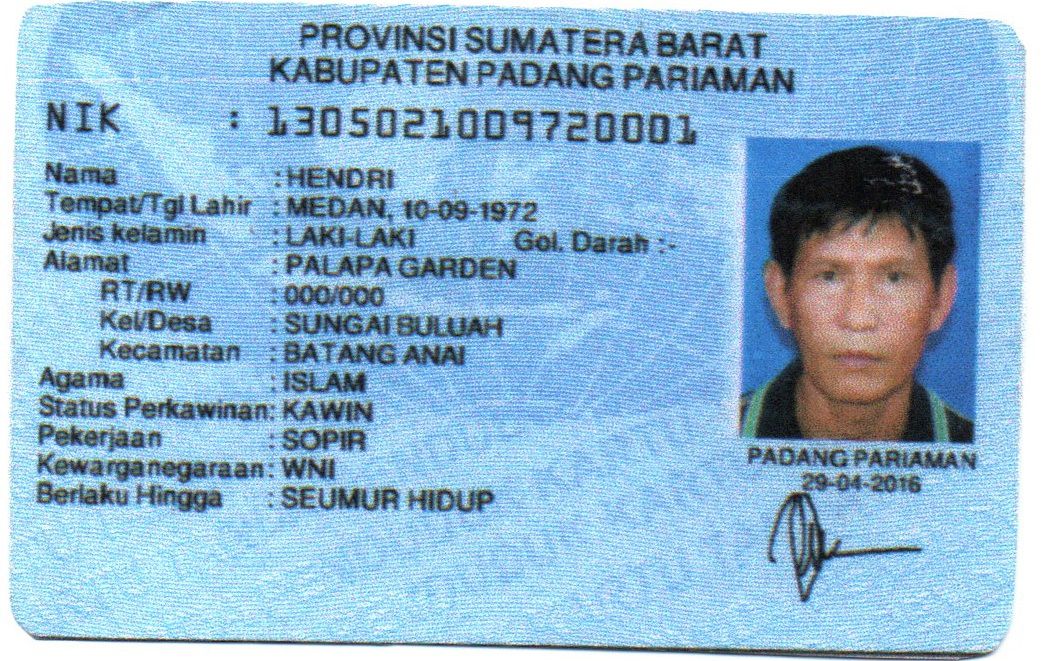 PROVINSI SUMATERA BARAT
KABUPATEN PADANG PARIAMAN
NIK : 1305021009720001
Nama : HENDRI
Tempat/Tgl Lahir : MEDAN, 10-09-1972
Jenis kelamin : LAKI-LAKI Gol. Darah :-
Alamat : PALAPA GARDEN
RT/RW : 000/000
Kel/Desa : SUNGAI BULUAH
Kecamatan : BATANG ANAI
Agama : ISLAM
Status Perkawinan: KAWIN
Pekerjaan : SOPIR
Kewarganegaraan: WNI
Berlaku Hingga : SEUMUR HIDUP
PADANG PARIAMAN
29-04-2016